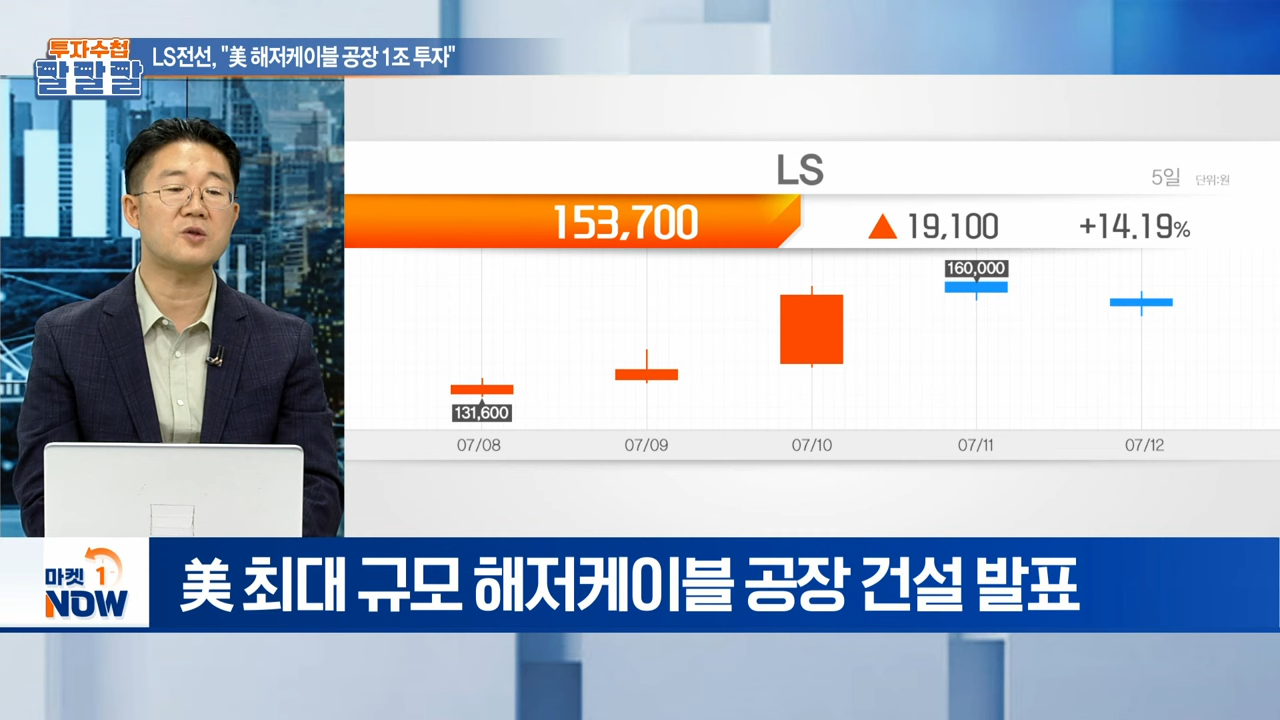 투자수첩
팔팔팔
LS전선, "美 해저케이블 공장 1조 투자"
LS
5일 단위:원
153,700
▲ 19,100
+14.19%
160,000
131,600
07/08
07/09
07/10
07/11
07/12
마켓 1
NOW
美 최대 규모 해저케이블 공장 건설 발표